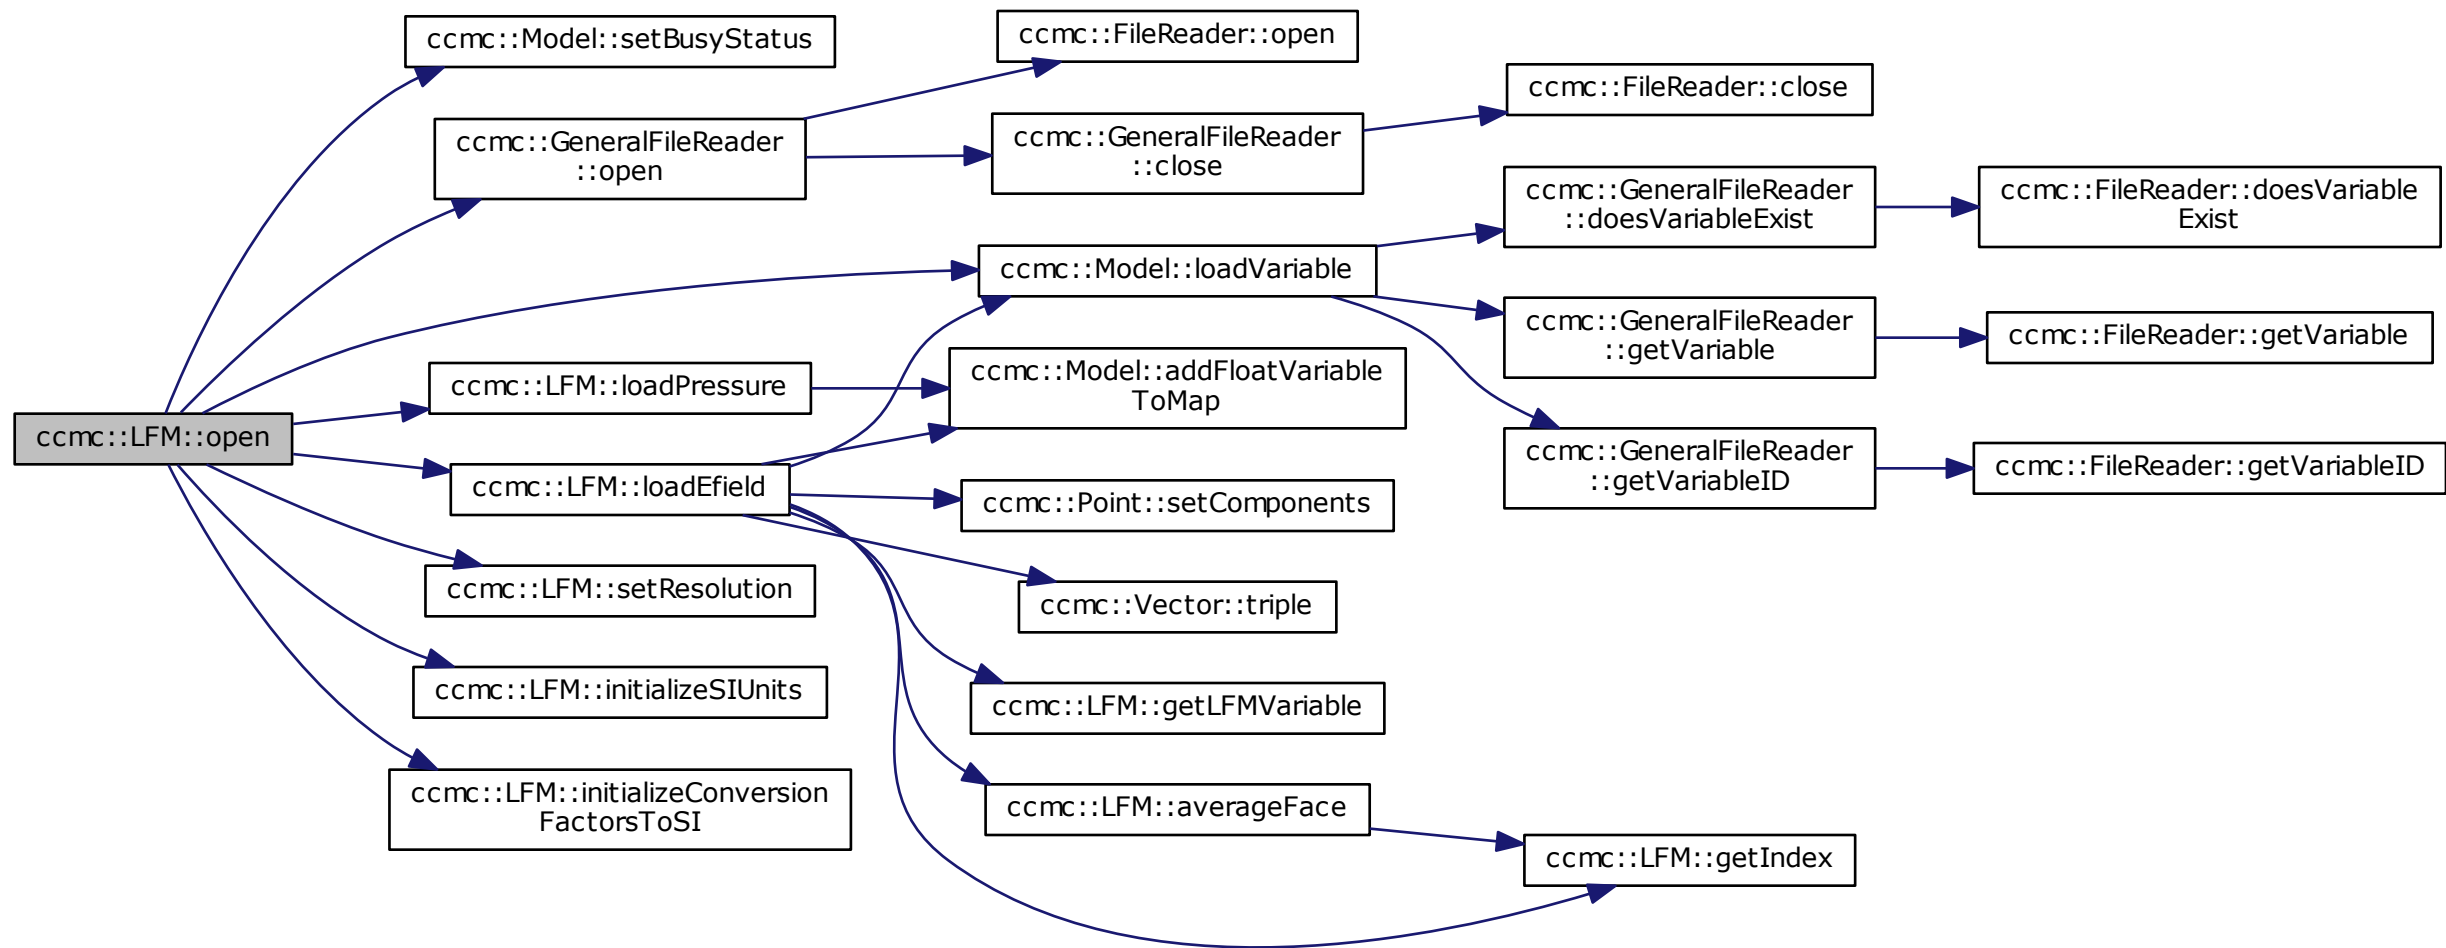 ccmc::LFM::open
ccmc::Model::setBusyStatus
ccmc::GeneralFileReader
::open
ccmc::LFM::loadPressure
ccmc::LFM::loadEfield
ccmc::LFM::setResolution
ccmc::LFM::initializeSIUnits
ccmc::LFM::initializeConversion
FactorsToSI
ccmc::FileReader::open
ccmc::GeneralFileReader
::close
ccmc::Model::loadVariable
ccmc::Model::addFloatVariable
ToMap
ccmc::Point::setComponents
ccmc::Vector::triple
ccmc::LFM::getLFMVariable
ccmc::LFM::averageFace
ccmc::FileReader::close
ccmc::GeneralFileReader
::doesVariableExist
ccmc::GeneralFileReader
::getVariable
ccmc::GeneralFileReader
::getVariableID
ccmc::LFM::getIndex
ccmc::FileReader::doesVariable
Exist
ccmc::FileReader::getVariable
ccmc::FileReader::getVariableID